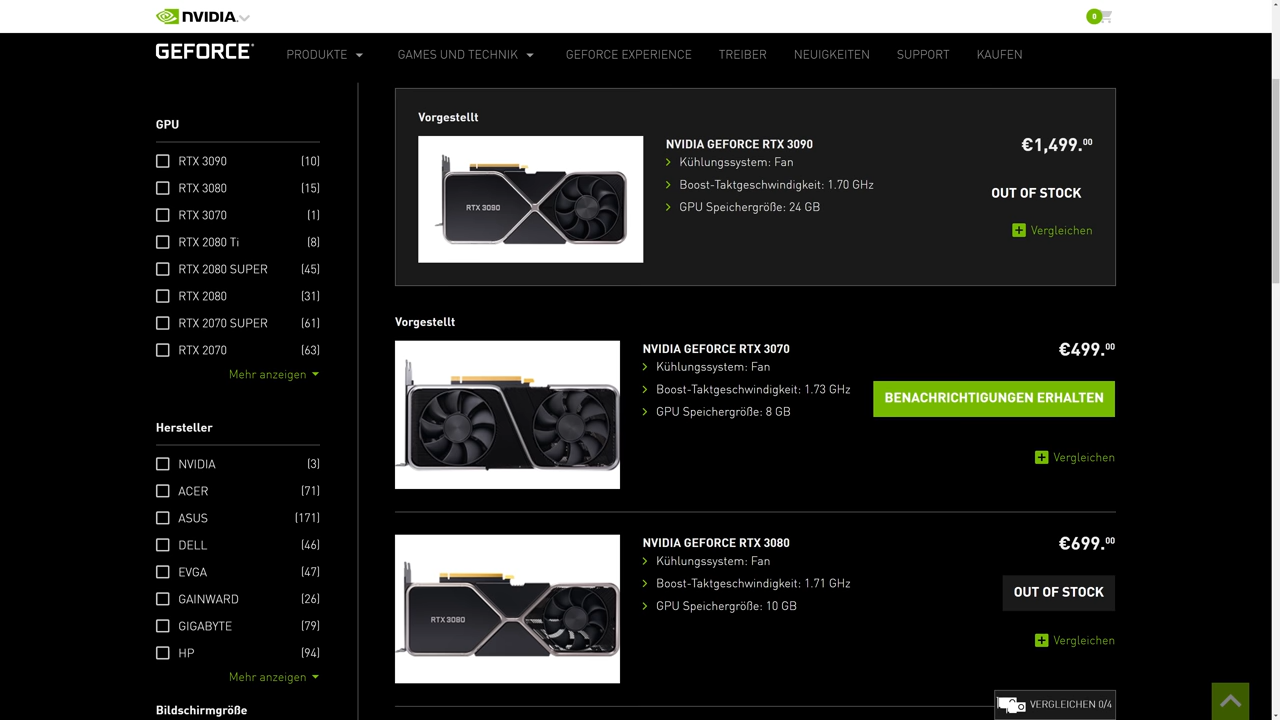 NVIDIA.
0
GEFORCE®
PRODUKTE
GAMES UND TECHNIK
GEFORCE EXPERIENCE
TREIBER
NEUIGKEITEN
SUPPORT
KAUFEN
GPU
RTX 3090 (10)
RTX 3080 (15)
RTX 3070 (1)
RTX 2080 Ti (8)
RTX 2080 SUPER (45)
RTX 2080 (31)
RTX 2070 SUPER (61)
RTX 2070 (63)
Mehr anzeigen
Hersteller
NVIDIA (3)
ACER (71)
ASUS (171)
DELL (46)
EVGA (47)
GAINWARD (26)
GIGABYTE (79)
HP (94)
Mehr anzeigen
Bildschirmgröße
Vorgestellt
RTX 3090
NVIDIA GEFORCE RTX 3090
Kühlungssystem: Fan
Boost-Taktgeschwindigkeit: 1.70 GHz
GPU Speichergröße: 24 GB
€1,499.00
OUT OF STOCK
Vergleichen
Vorgestellt
NVIDIA GEFORCE RTX 3070
Kühlungssystem: Fan
Boost-Taktgeschwindigkeit: 1.73 GHz
GPU Speichergröße: 8 GB
€499.00
BENACHRICHTIGUNGEN ERHALTEN
Vergleichen
RTX 3080
NVIDIA GEFORCE RTX 3080
Kühlungssystem: Fan
Boost-Taktgeschwindigkeit: 1.71 GHz
GPU Speichergröße: 10 GB
€699.00
OUT OF STOCK
Vergleichen
VERGLEICHEN 0/4